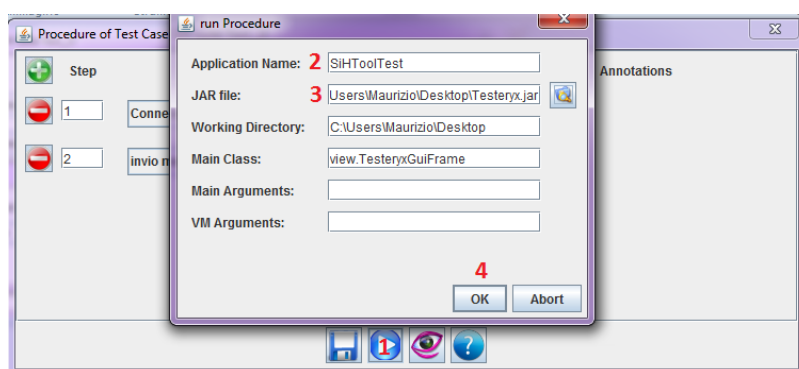 run Procedure
Procedure of Test Case
Step
Annotations
1
Conne
2
invio
Application Name: 2 SiHToolTest
JAR file: 3 Users\Maurizio\Desktop\Testeryx.jar
Working Directory: C:\Users\Maurizio\Desktop
Main Class: view.TesteryxGuiFrame
Main Arguments:
VM Arguments:
4
OK Abort
1
?